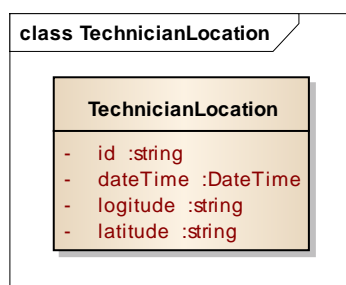 class TechnicianLocation
TechnicianLocation
- id :string
- dateTime :DateTime
- logitude :string
- latitude :string